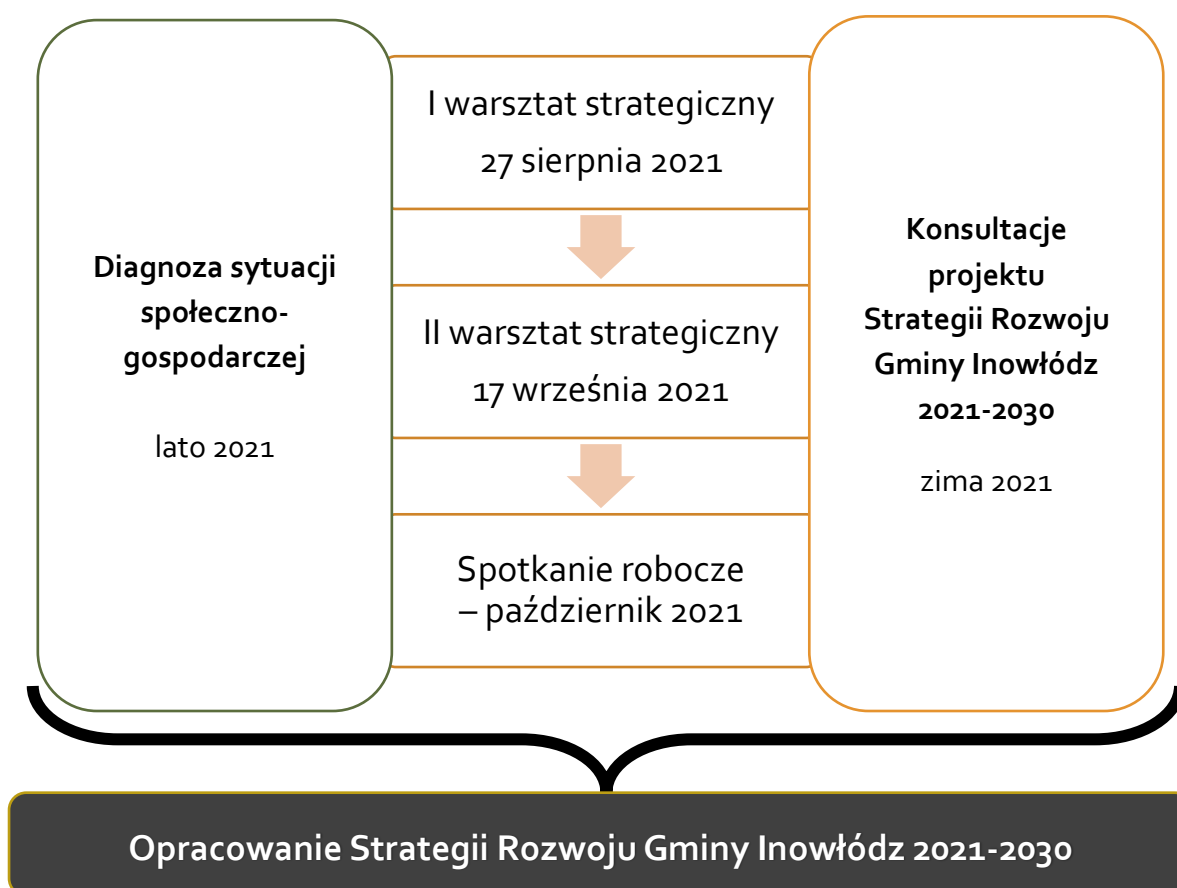 Diagnoza sytuacji
społeczno-
gospodarczej
lato 2021
I warsztat strategiczny
27 sierpnia 2021
II warsztat strategiczny
17 września 2021
Spotkanie robocze
– październik 2021
Konsultacje
projektu
Strategii Rozwoju
Gminy Inowłódz
2021-2030
zima 2021
Opracowanie Strategii Rozwoju Gminy Inowłódz 2021-2030